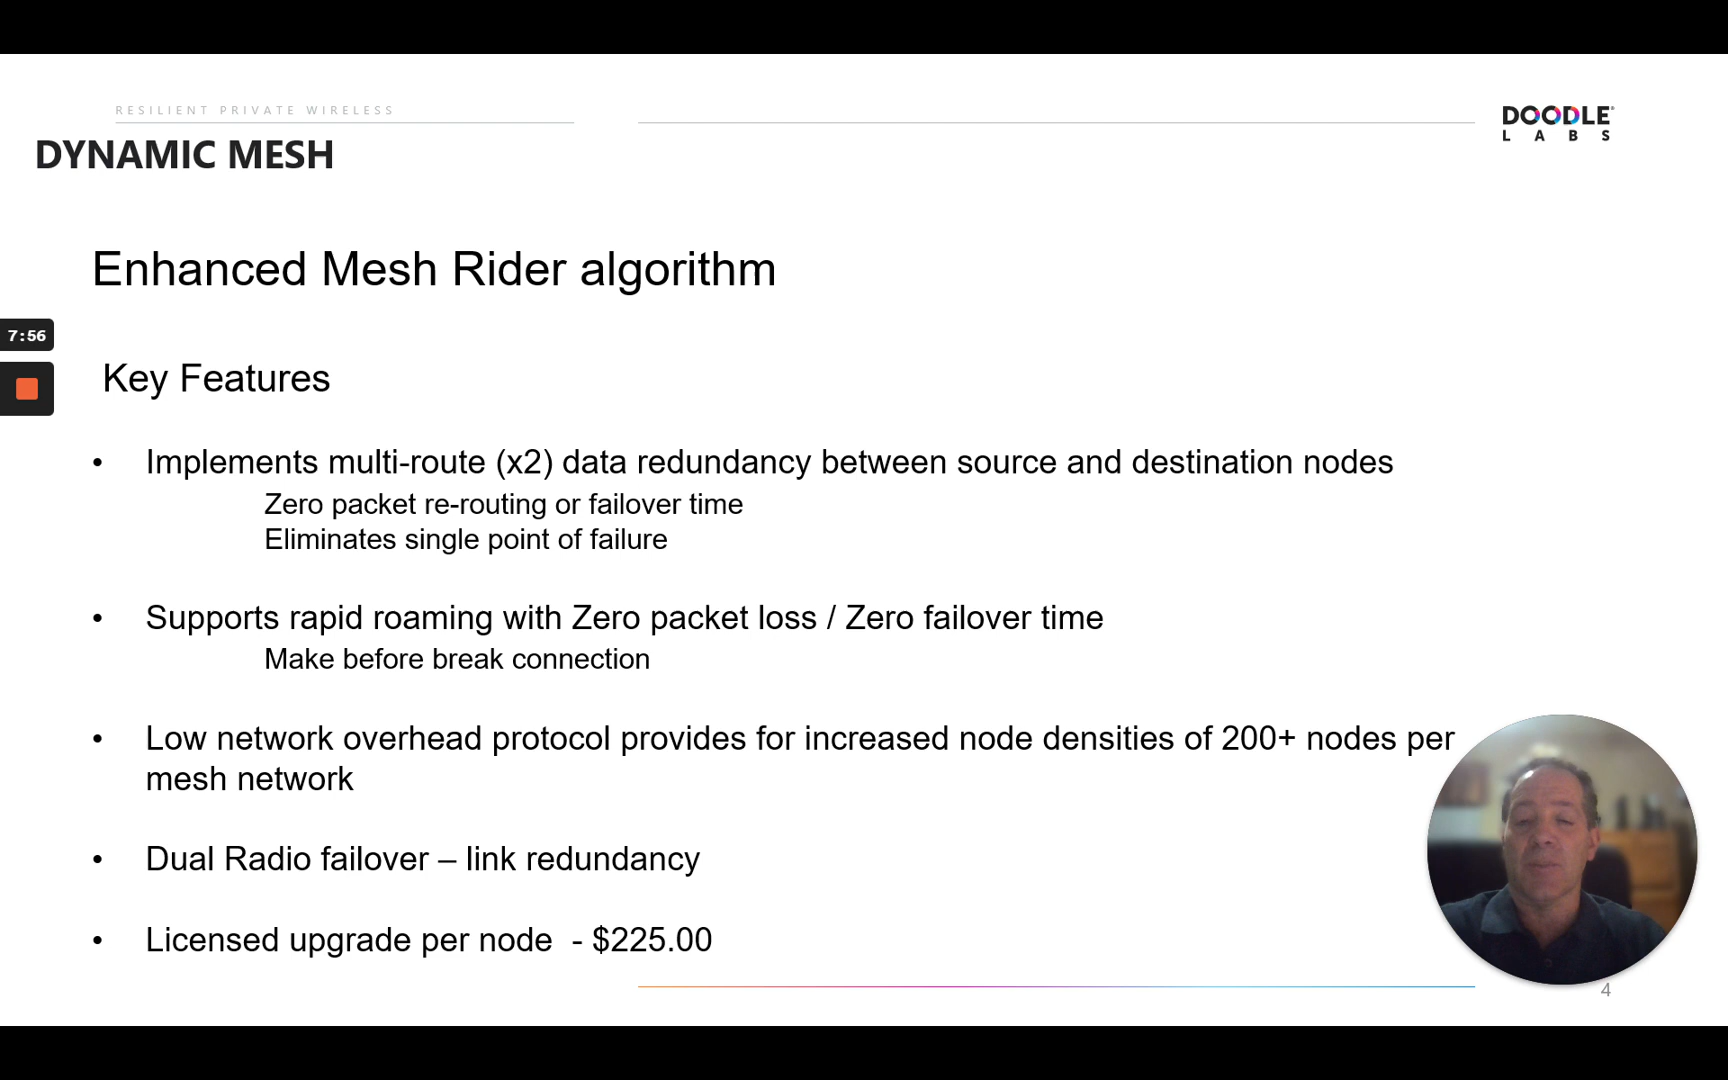 RESILIENT PRIVATE WIRELESS
DYNAMIC MESH
DOODLE®
LABS
Enhanced Mesh Rider algorithm
7:56
Key Features
• Implements multi-route (x2) data redundancy between source and destination nodes
Zero packet re-routing or failover time
Eliminates single point of failure
• Supports rapid roaming with Zero packet loss / Zero failover time
Make before break connection
• Low network overhead protocol provides for increased node densities of 200+ nodes per
mesh network
• Dual Radio failover – link redundancy
• Licensed upgrade per node - $225.00
4